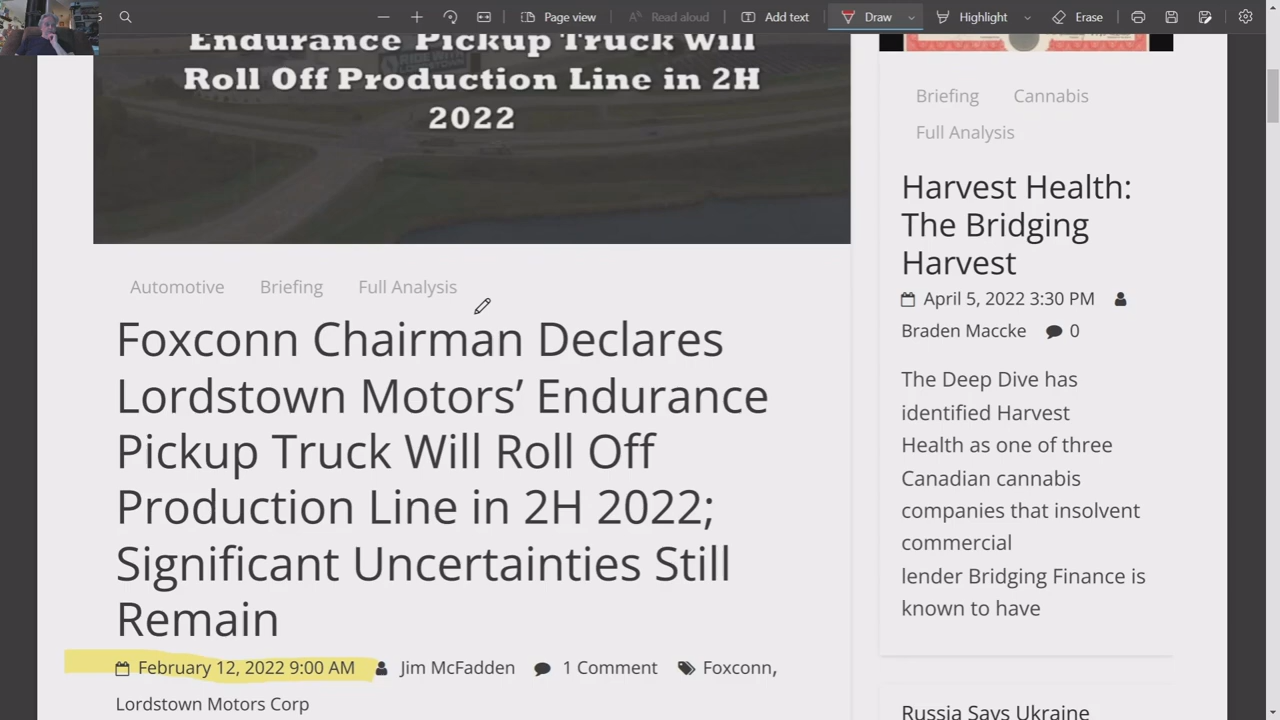 5
Page view
Read aloud
Add text
Draw
Highlight
Erase
Endurance Pickup Truck Will
Roll Off Production Line in 2H
2022
Automotive Briefing Full Analysis
Foxconn Chairman Declares
Lordstown Motors’ Endurance
Pickup Truck Will Roll Off
Production Line in 2H 2022;
Significant Uncertainties Still
Remain
February 12, 2022 9:00 AM Jim McFadden 1 Comment Foxconn,
Lordstown Motors Corp
Briefing Cannabis
Full Analysis
Harvest Health:
The Bridging
Harvest
April 5, 2022 3:30 PM
Braden Maccke 0
The Deep Dive has
identified Harvest
Health as one of three
Canadian cannabis
companies that insolvent
commercial
lender Bridging Finance is
known to have
Russia Says Ukraine